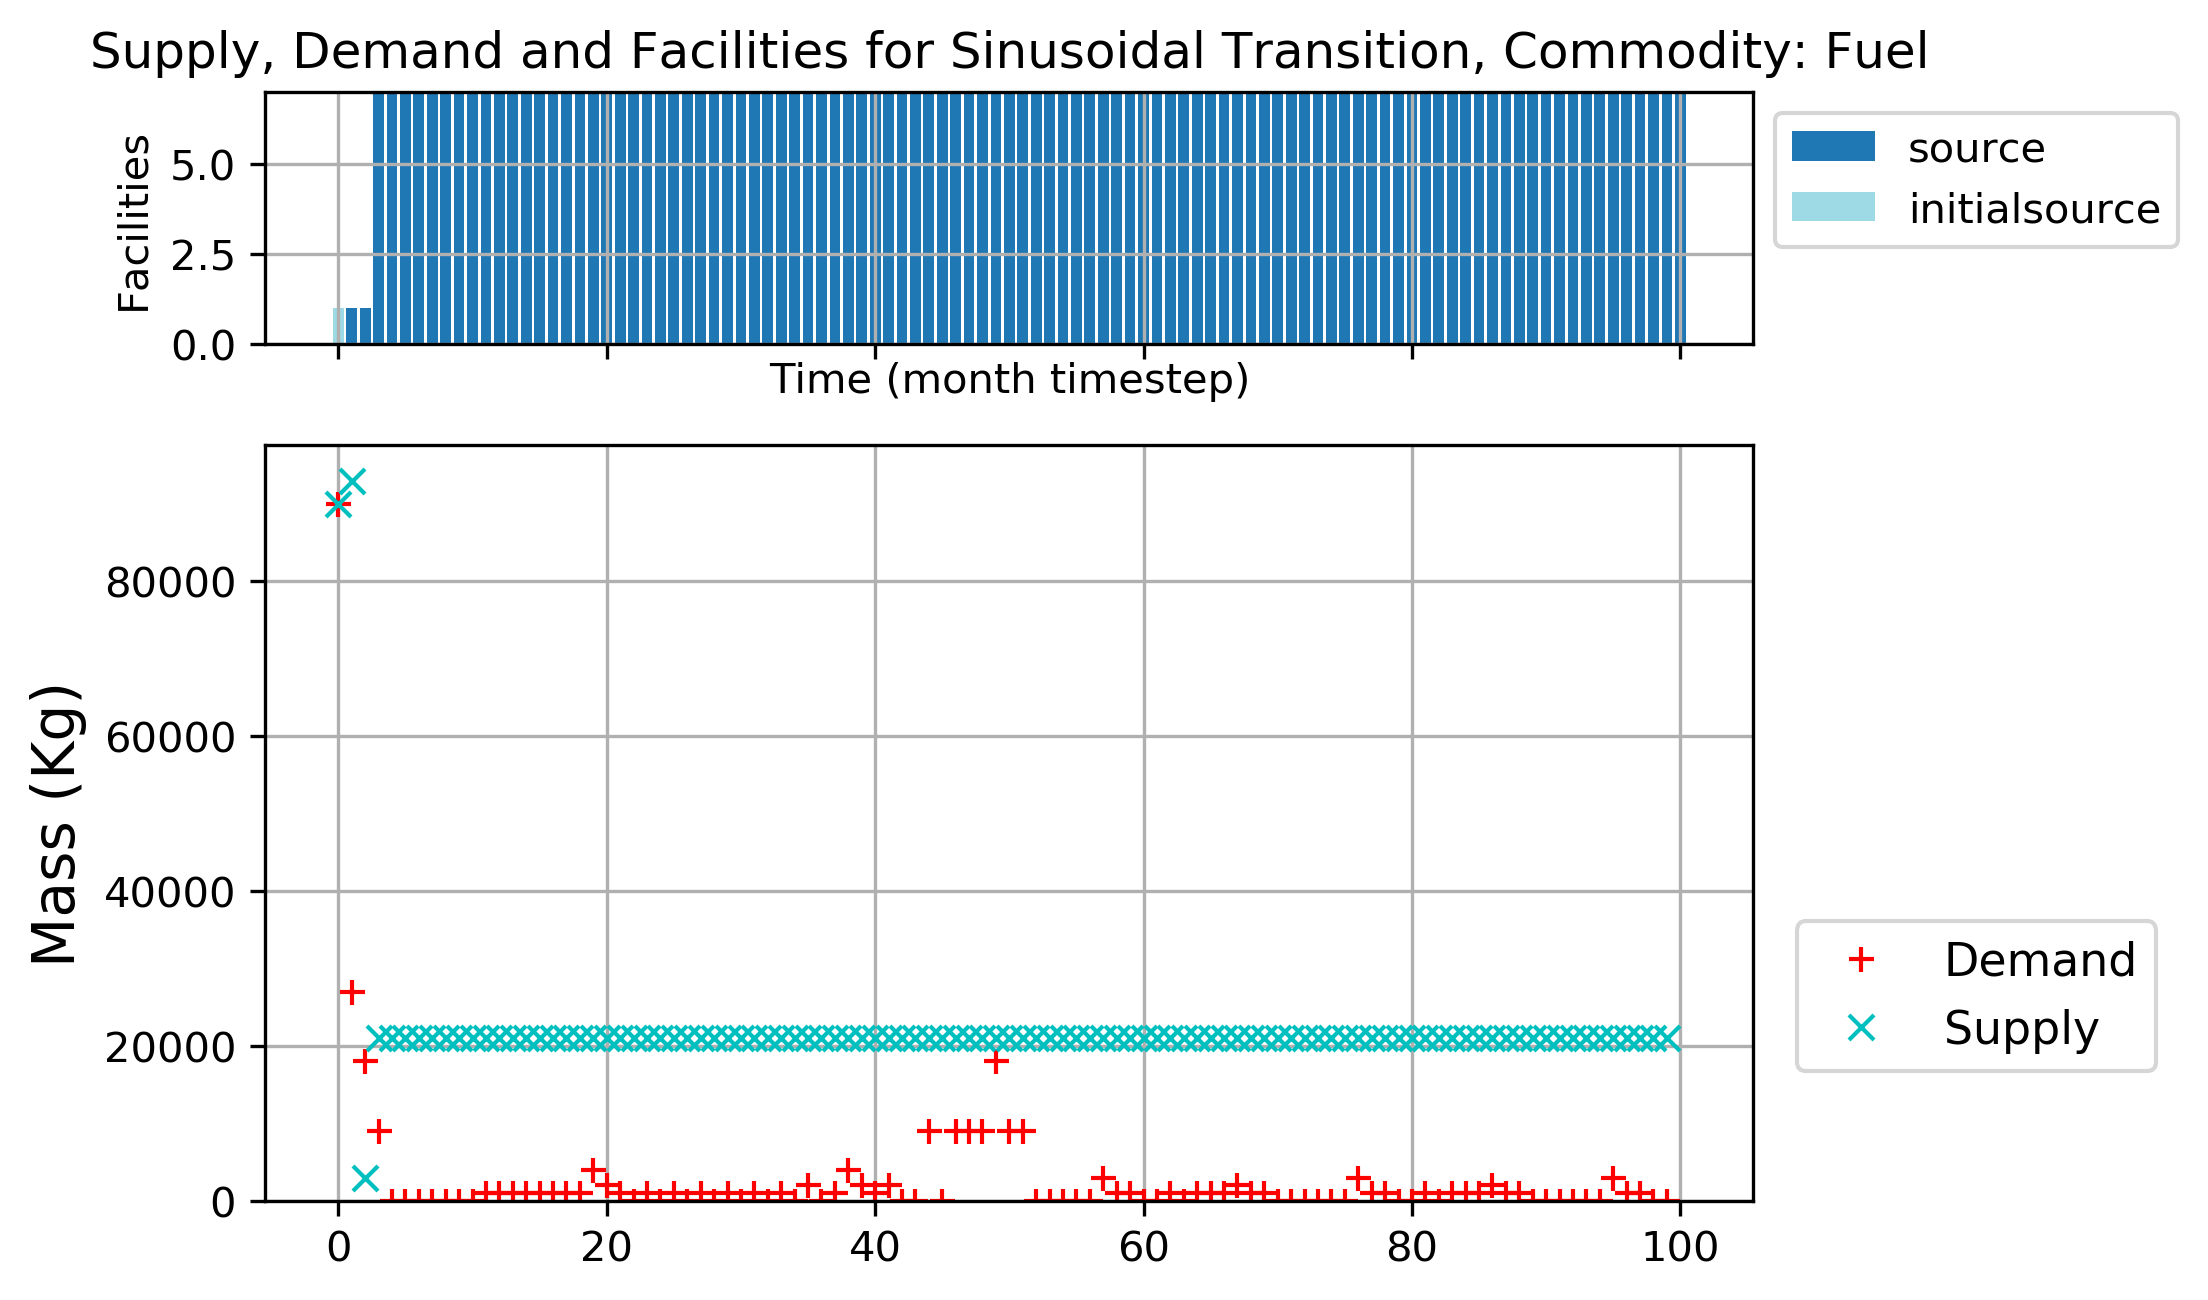 Supply, Demand and Facilities for Sinusoidal Transition, Commodity: Fuel
Facilities
5.0
2.5
0.0
source
initialsource
Time (month timestep)
Mass (Kg)
80000
60000
40000
20000
0
0 20 40 60 80 100
Demand
Supply